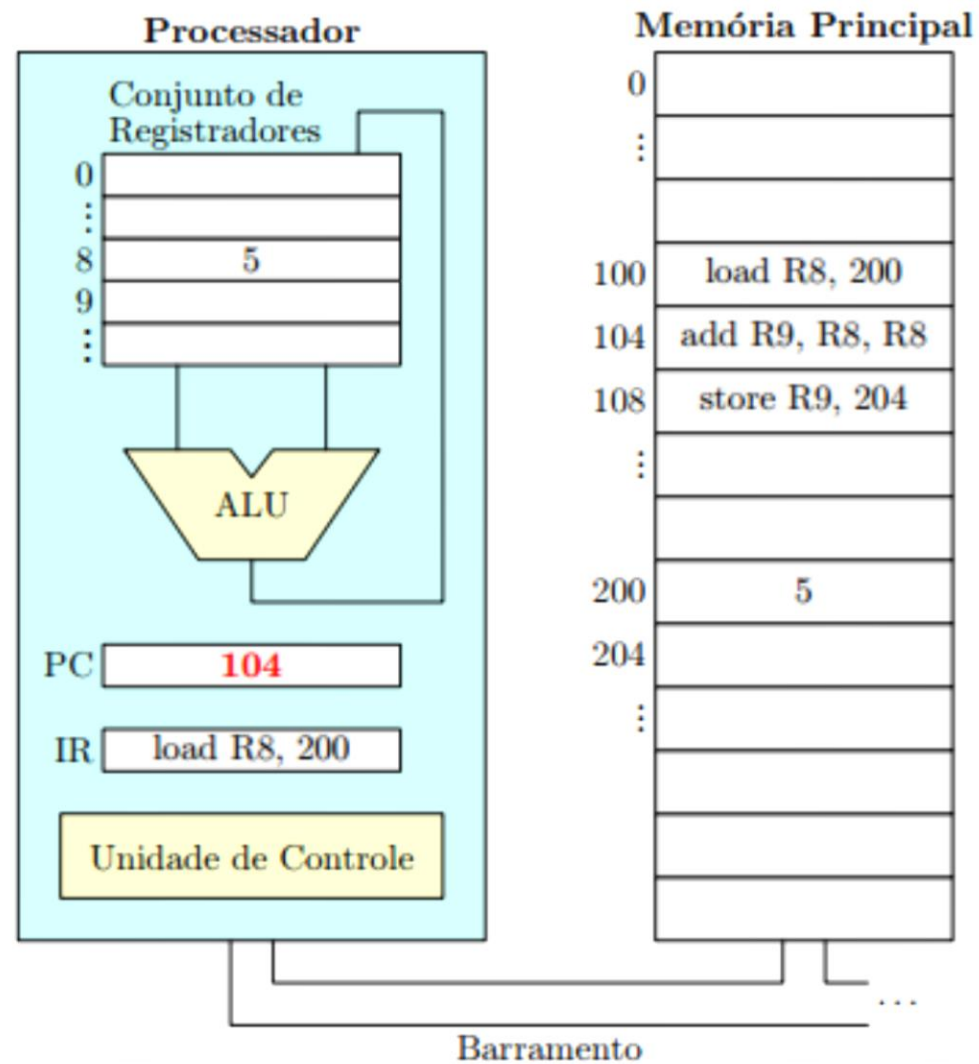 Processador
Conjunto de
Registradores
0
⋮
8 5
9
⋮
ALU
PC 104
IR load R8, 200
Unidade de Controle
Memória Principal
0
⋮
100 load R8, 200
104 add R9, R8, R8
108 store R9, 204
⋮
200 5
204
⋮
...
Barramento